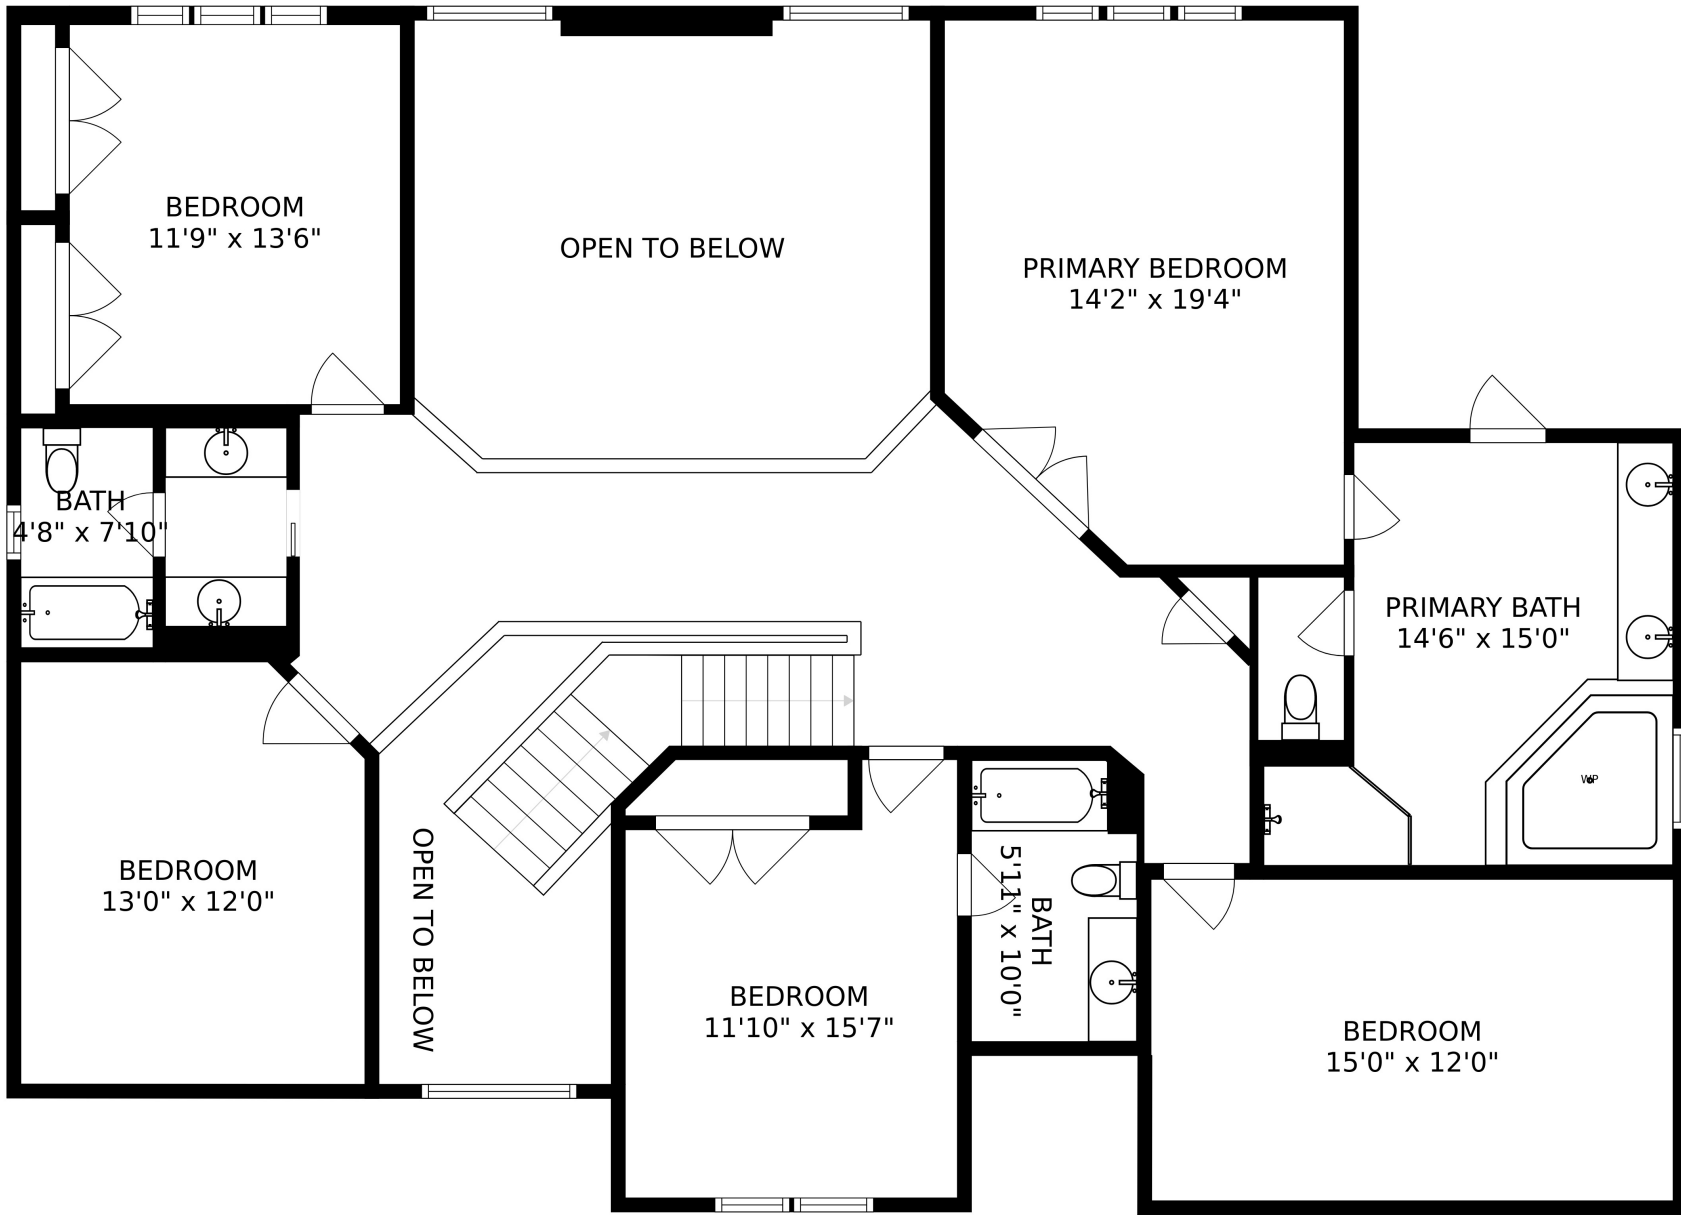 BEDROOM
11'9" x 13'6"
OPEN TO BELOW
PRIMARY BEDROOM
14'2" x 19'4"
BATH
4'8" x 7'10"
PRIMARY BATH
14'6" x 15'0"
WP
BEDROOM
13'0" x 12'0"
OPEN TO BELOW
BEDROOM
11'10" x 15'7"
BATH
5'11" x 10'0"
BEDROOM
15'0" x 12'0"